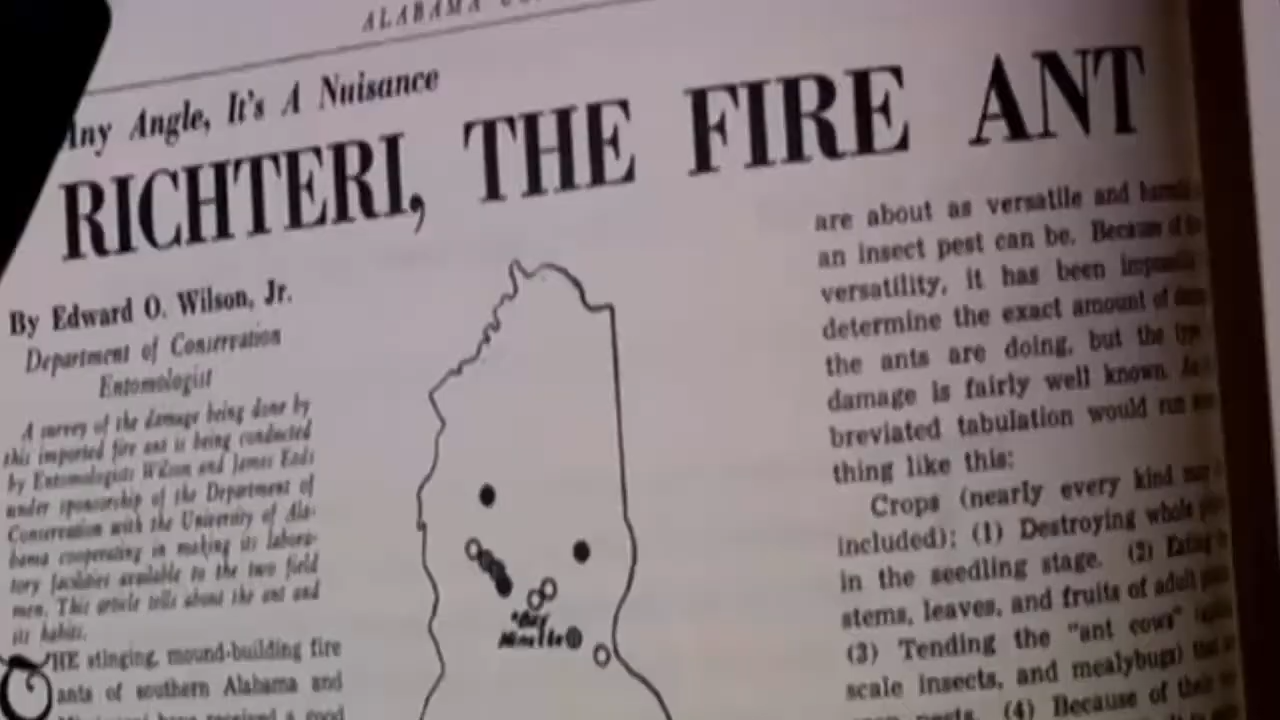 ALABAMA
Any Angle, It's A Nuisance
RICHTERI, THE FIRE ANT
By Edward O. Wilson, Jr.
Department of Conservation
Entomologist
A survey of the damage being done by
this imported fire ant is being conducted
by Entomologists Wilson and James Eads
under sponsorship of the Department of
Conservation with the University of Ala-
bama cooperating in making its labora-
tory facilities available to the two field
men. This article tells about the ant and
its habits.
THE stinging, mound-building fire
ants of southern Alabama and
Bay
Minette
are about as versatile and
an insect pest can be. Because of
versatility, it has been
determine the exact amount of
the ants are doing, but the
damage is fairly well known.
breviated tabulation would run
thing like this:
Crops (nearly every kind
included); (1) Destroying whole
in the seedling stage. (2) Eating
stems, leaves, and fruits of adult
(3) Tending the "ant cows"
scale insects, and mealybugs)
pests. (4) Because of their